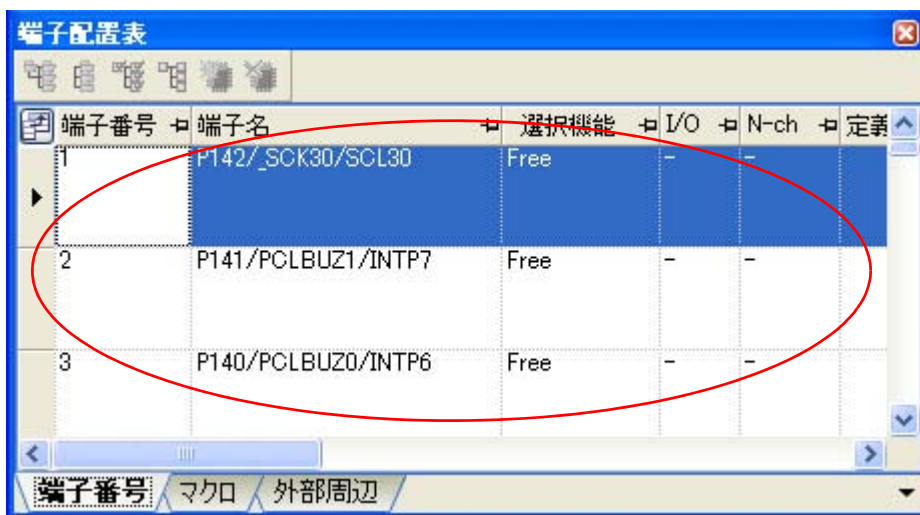 端子配置表
端子番号 端子名 選択機能 I/O N-ch 定義
1 P142/_SCK30/SCL30 Free - -
2 P141/PCLBUZ1/INTP7 Free - -
3 P140/PCLBUZ0/INTP6 Free - -
端子番号 マクロ 外部周辺